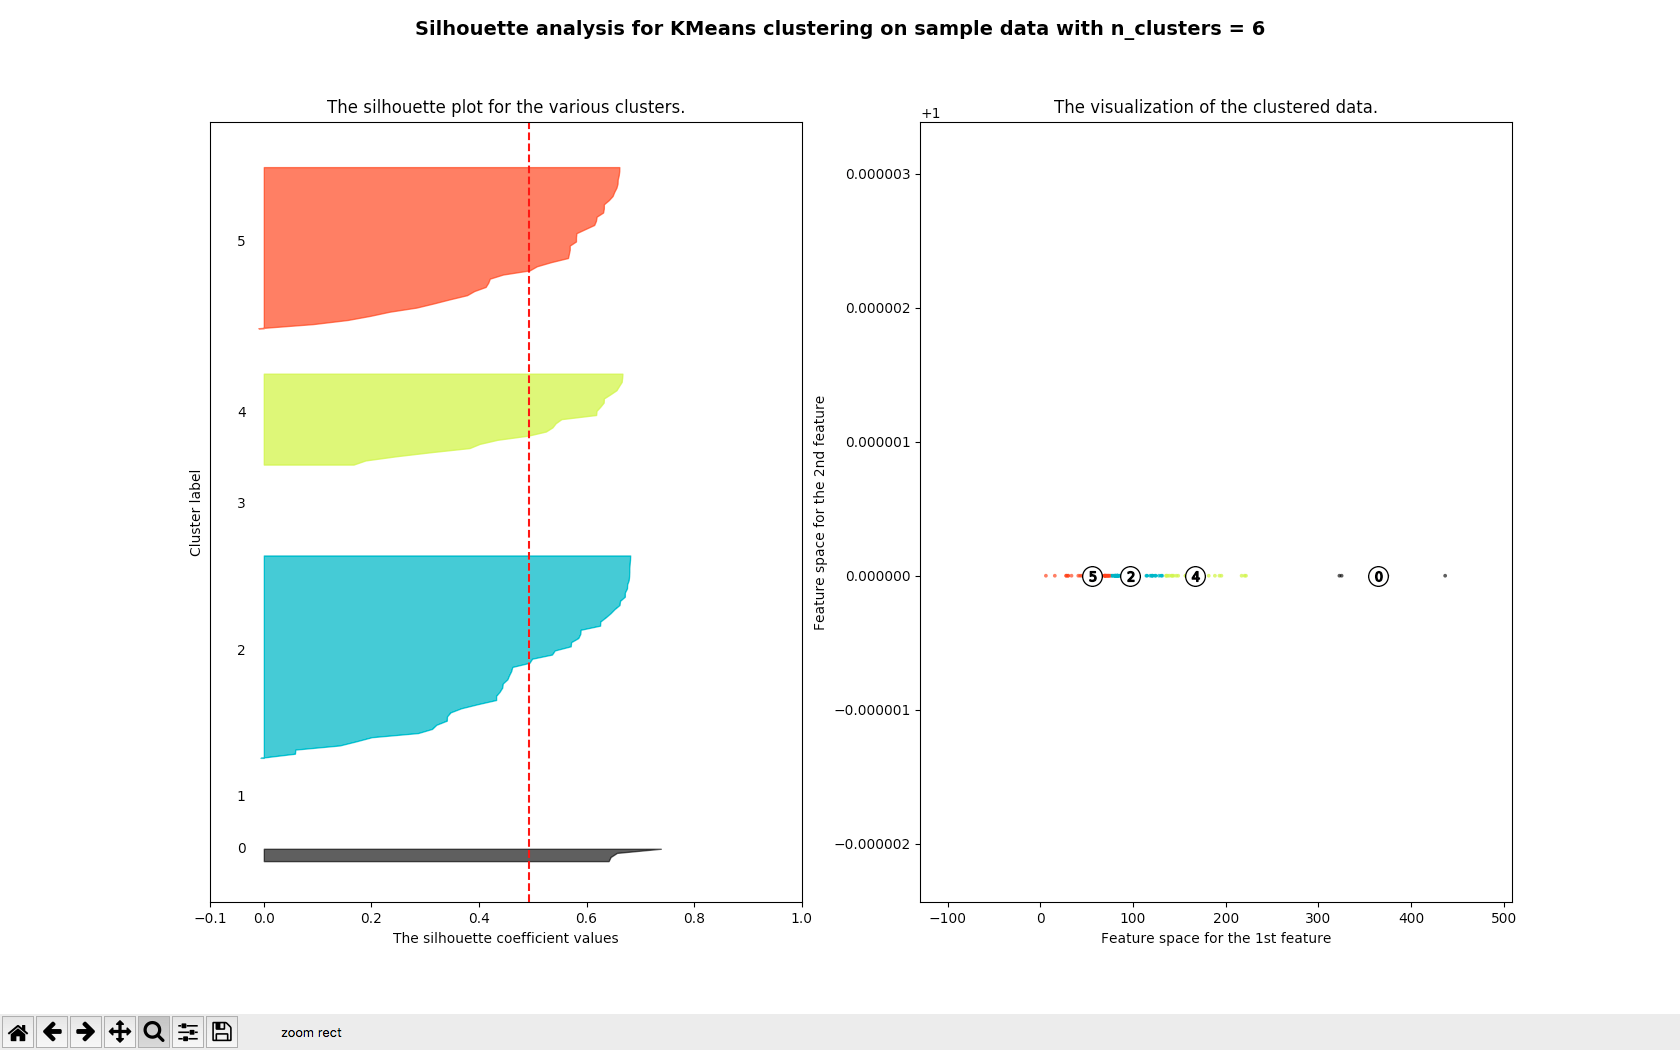 Silhouette analysis for KMeans clustering on sample data with n_clusters = 6
The silhouette plot for the various clusters.
5
4
3
2
1
0
Cluster label
−0.1 0.0 0.2 0.4 0.6 0.8 1.0
The silhouette coefficient values
The visualization of the clustered data.
+1
0.000003
0.000002
0.000001
0.000000
−0.000001
−0.000002
Feature space for the 2nd feature
5 2 4 0
−100 0 100 200 300 400 500
Feature space for the 1st feature
zoom rect